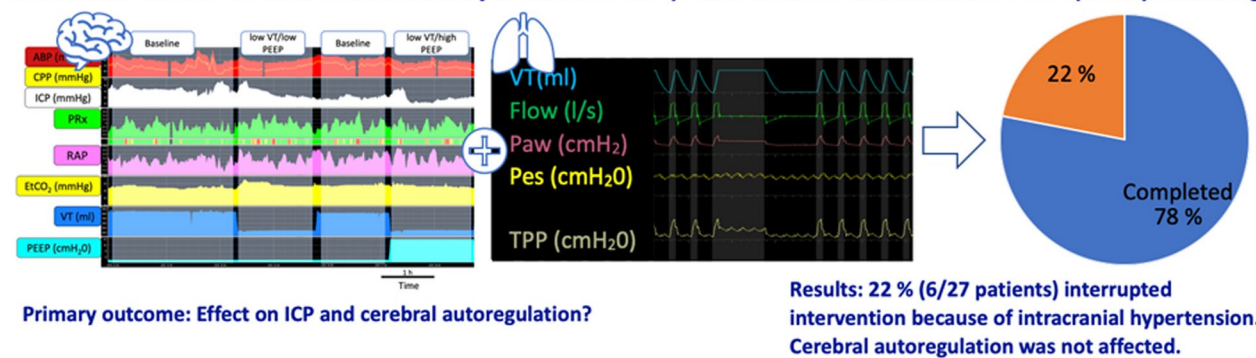 Baseline
low VT/low
PEEP
Baseline
low VT/high
PEEP
ABP
CPP (mmHg)
ICP (mmHg)
PRx
RAP
EtCO₂ (mmHg)
VT (ml)
PEEP (cmH₂0)
1 h
Time
VT(ml)
Flow (l/s)
Paw (cmH₂)
Pes (cmH₂0)
TPP (cmH₂0)
22 %
Completed
78 %
Primary outcome: Effect on ICP and cerebral autoregulation?
Results: 22 % (6/27 patients) interrupted
intervention because of intracranial hypertension.
Cerebral autoregulation was not affected.